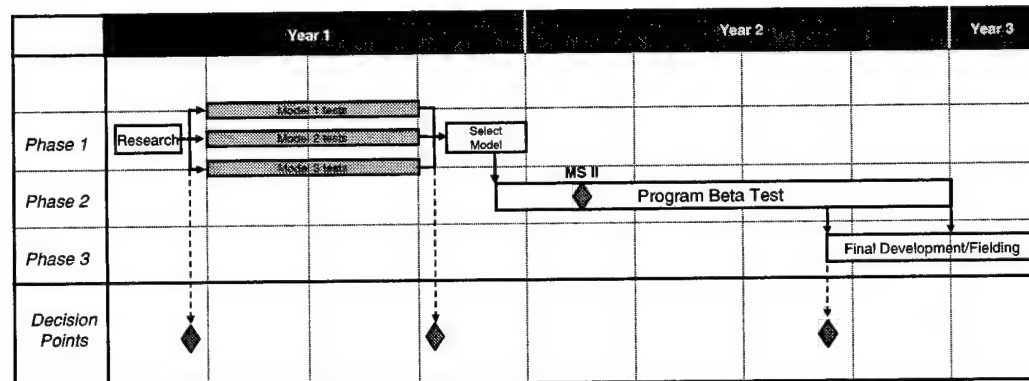 Year 1
Year 2
Year 3
Phase 1
Research
Model 1 tests
Model 2 tests
Model 3 tests
Select
Model
MS II
Phase 2
Program Beta Test
Phase 3
Final Development/Fielding
Decision
Points